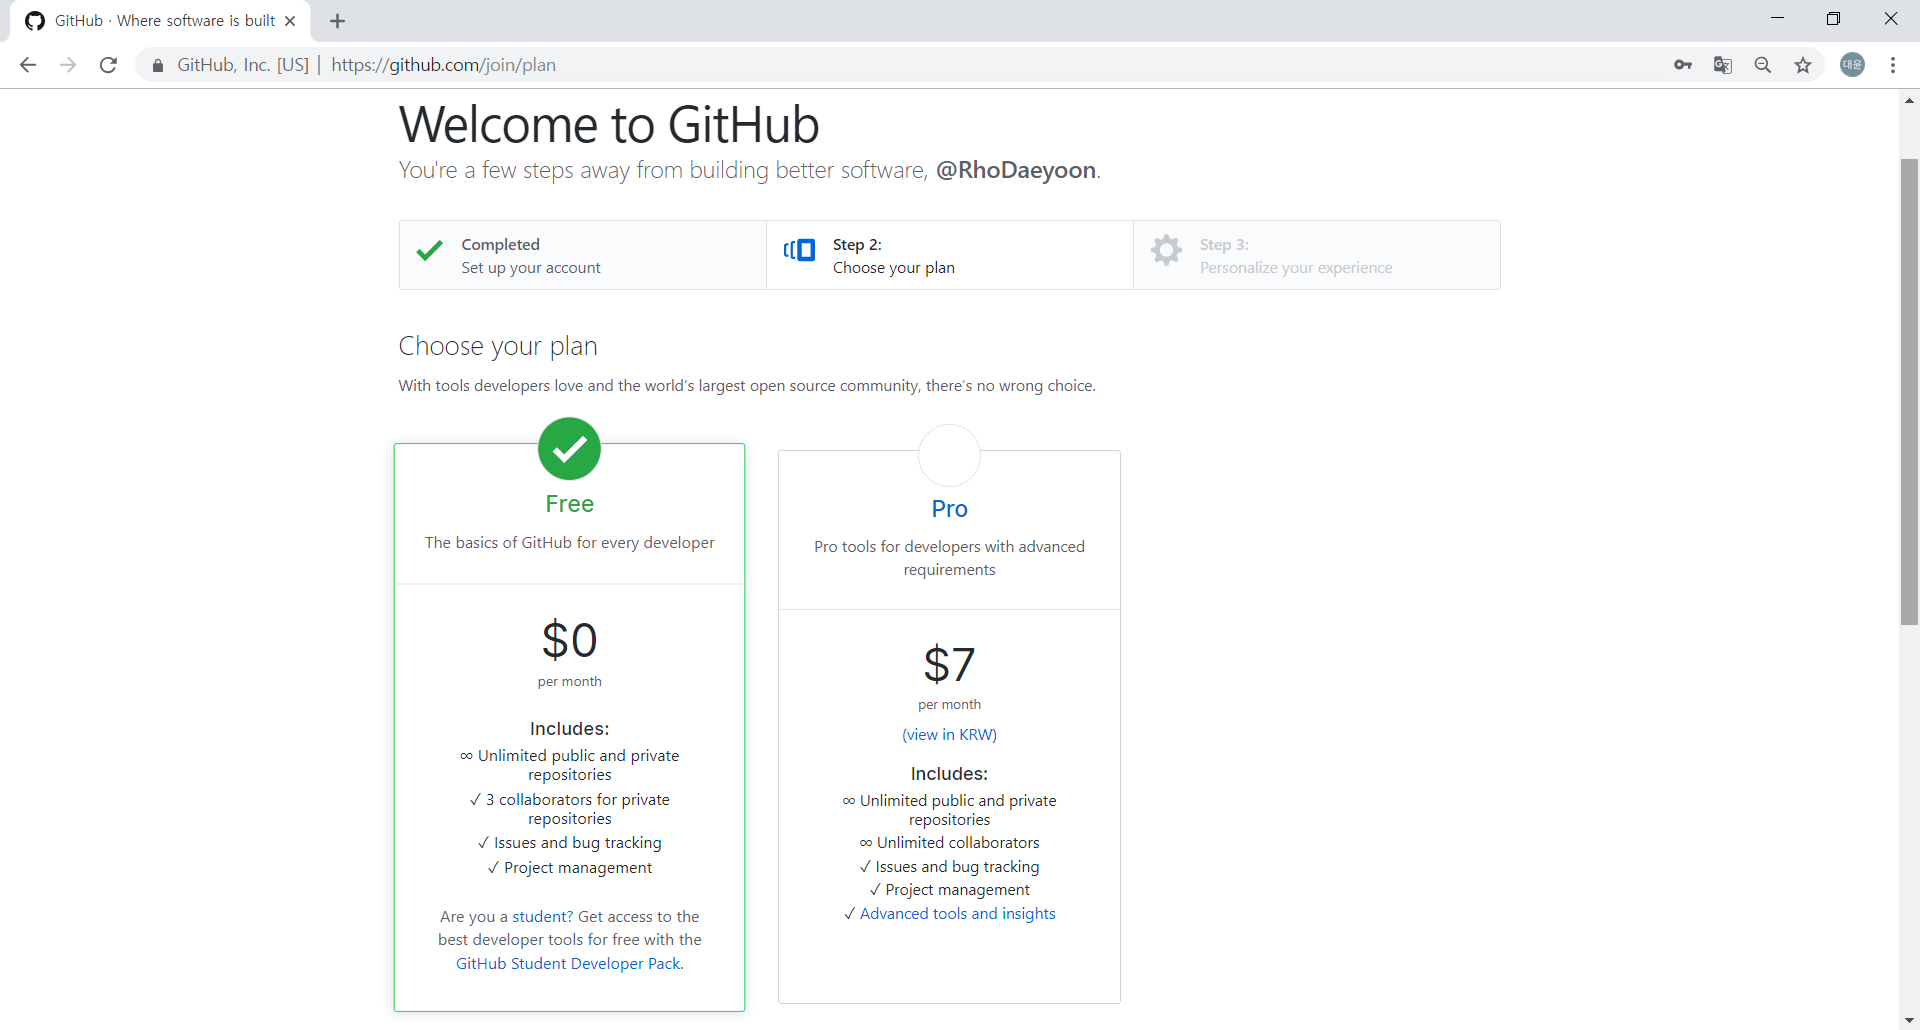 GitHub · Where software is built
GitHub, Inc. [US] | https://github.com/join/plan
대윤
Welcome to GitHub
You're a few steps away from building better software, @RhoDaeyoon.
Completed
Set up your account
Step 2:
Choose your plan
Step 3:
Personalize your experience
Choose your plan
With tools developers love and the world’s largest open source community, there’s no wrong choice.
Free
The basics of GitHub for every developer
$0
per month
Includes:
∞ Unlimited public and private
repositories
✓ 3 collaborators for private
repositories
✓ Issues and bug tracking
✓ Project management
Are you a student? Get access to the
best developer tools for free with the
GitHub Student Developer Pack.
Pro
Pro tools for developers with advanced
requirements
$7
per month
(view in KRW)
Includes:
∞ Unlimited public and private
repositories
∞ Unlimited collaborators
✓ Issues and bug tracking
✓ Project management
✓ Advanced tools and insights